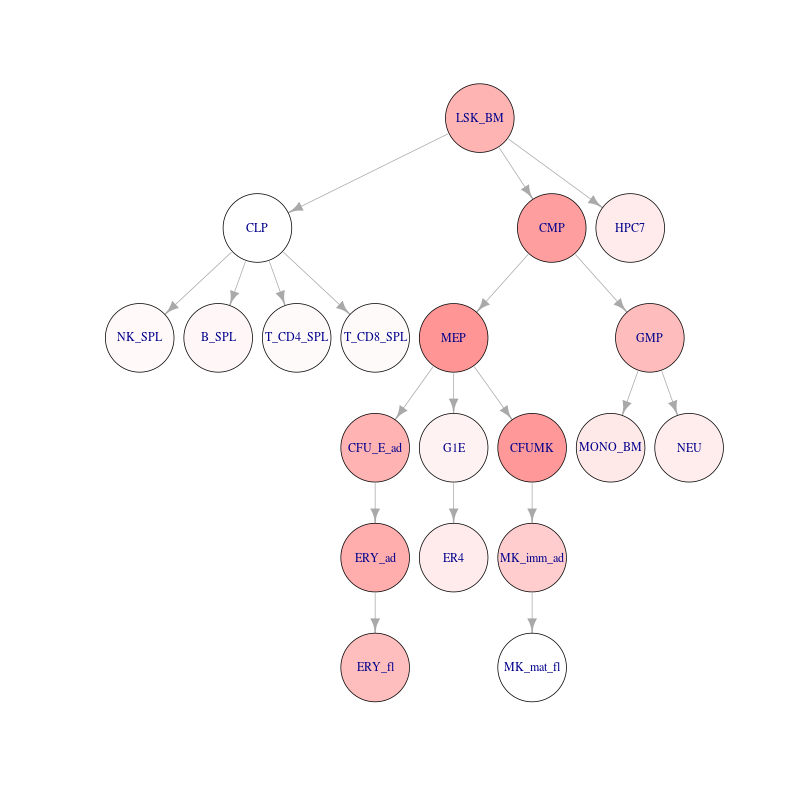 LSK_BM
CLP
CMP
HPC7
NK_SPL
B_SPL
T_CD4_SPL
T_CD8_SPL
MEP
GMP
CFU_E_ad
G1E
CFUMK
MONO_BM
NEU
ERY_ad
ER4
MK_imm_ad
ERY_fl
MK_mat_fl